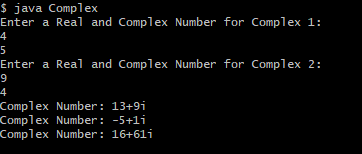 $ java Complex
Enter a Real and Complex Number for Complex 1:
4
5
Enter a Real and Complex Number for Complex 2:
9
4
Complex Number: 13+9i
Complex Number: -5+1i
Complex Number: 16+61i